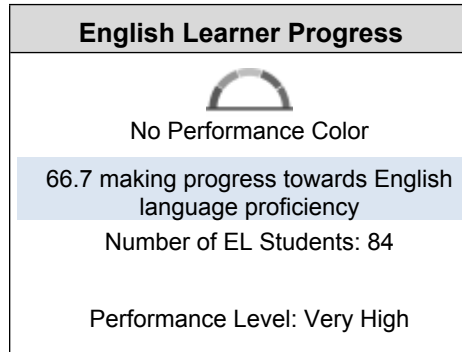 English Learner Progress
No Performance Color
66.7 making progress towards English
language proficiency
Number of EL Students: 84
Performance Level: Very High